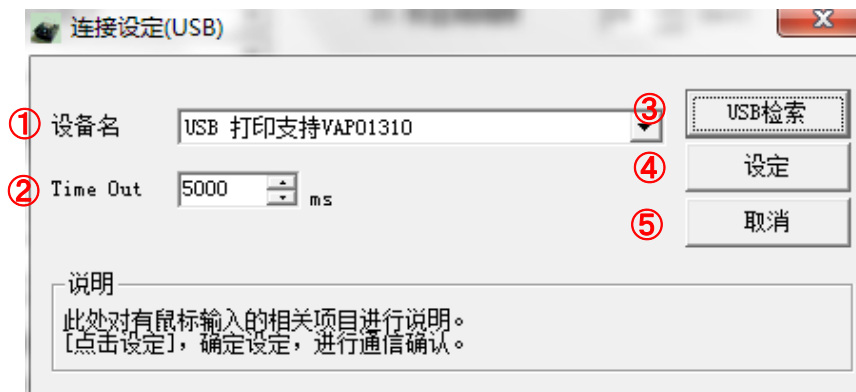 连接设定(USB)
① 设备名 USB 打印支持VAP01310 ③ USB检索
④ 设定
② Time Out 5000 ms
⑤ 取消
说明
此处对有鼠标输入的相关项目进行说明。
[点击设定], 确定设定, 进行通信确认。